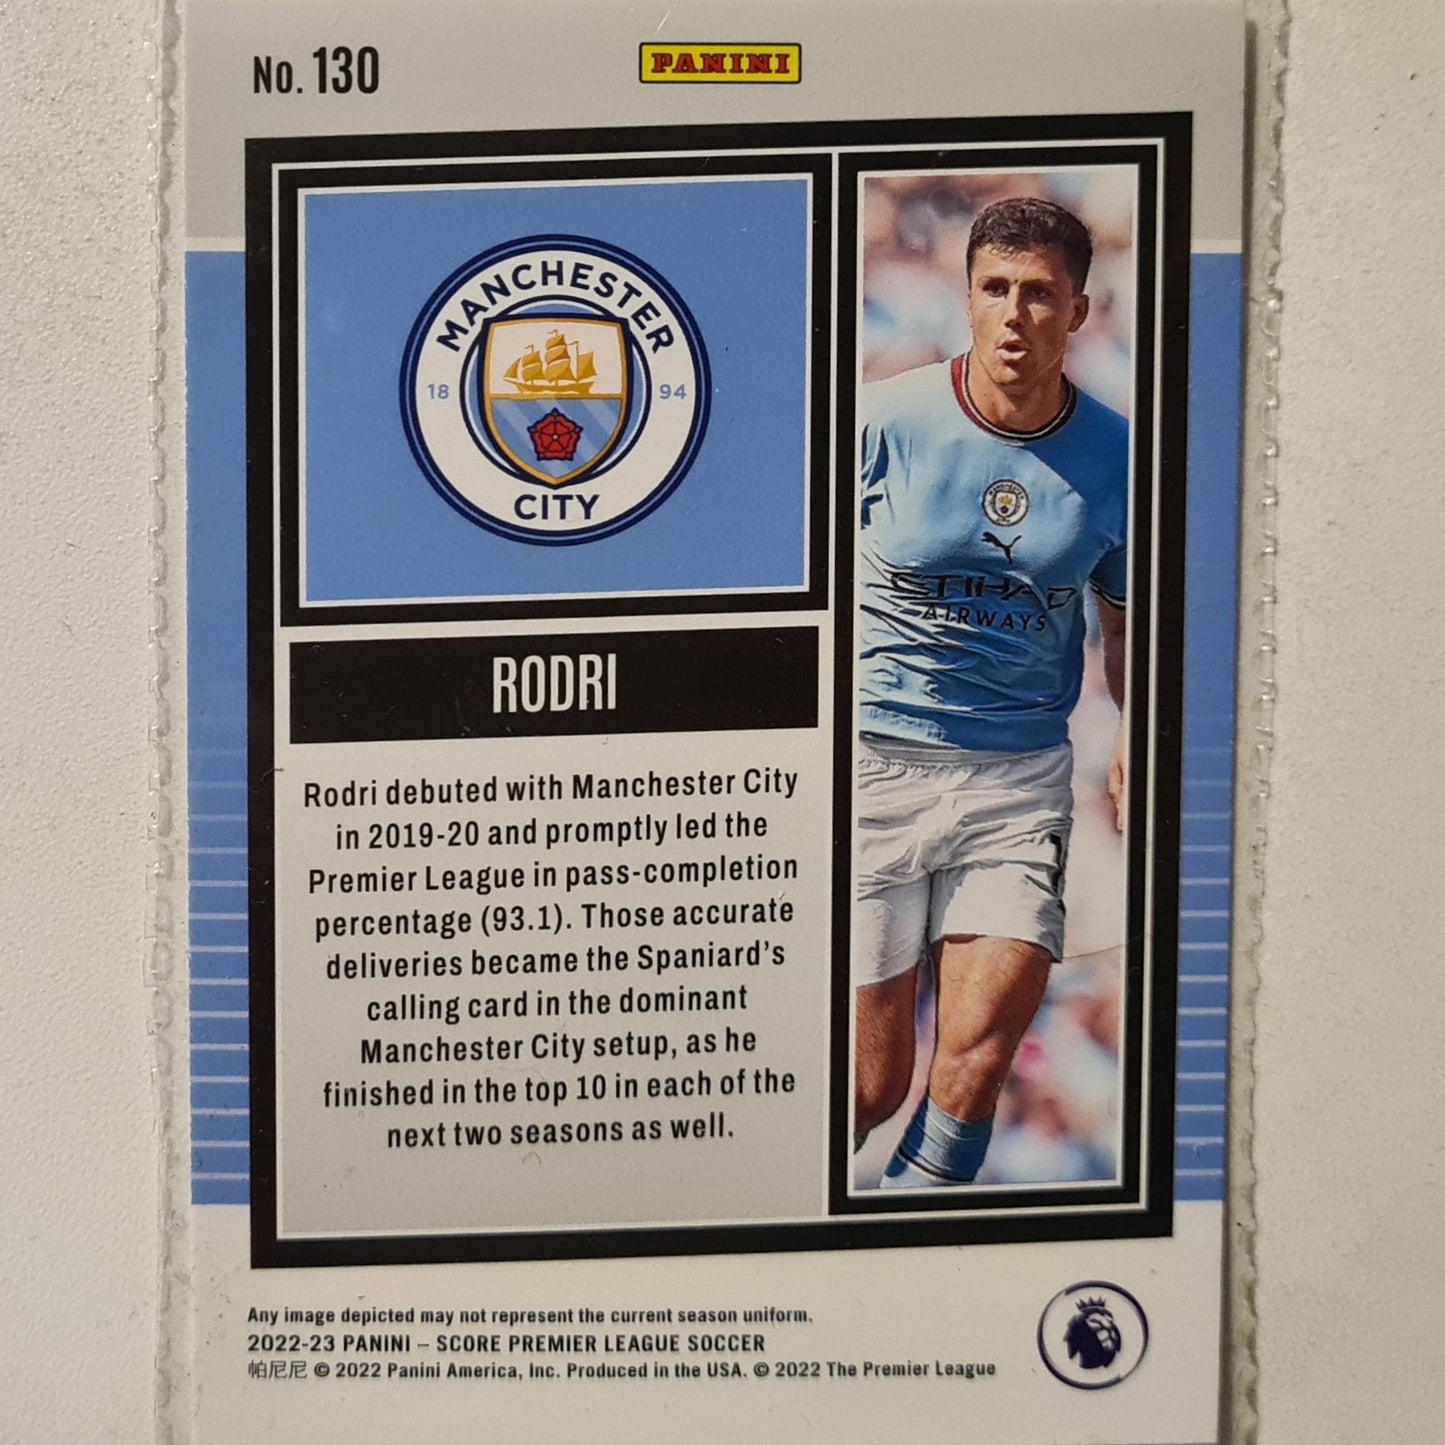 No. 130
PANINI
MANCHESTER
18 94
CITY
RODRI
Rodri debuted with Manchester City
in 2019-20 and promptly led the
Premier League in pass-completion
percentage (93.1). Those accurate
deliveries became the Spaniard’s
calling card in the dominant
Manchester City setup, as he
finished in the top 10 in each of the
next two seasons as well.
ETIHAD
AIRWAYS
Any image depicted may not represent the current season uniform.
2022-23 PANINI – SCORE PREMIER LEAGUE SOCCER
帕尼尼 © 2022 Panini America, Inc. Produced in the USA. © 2022 The Premier League